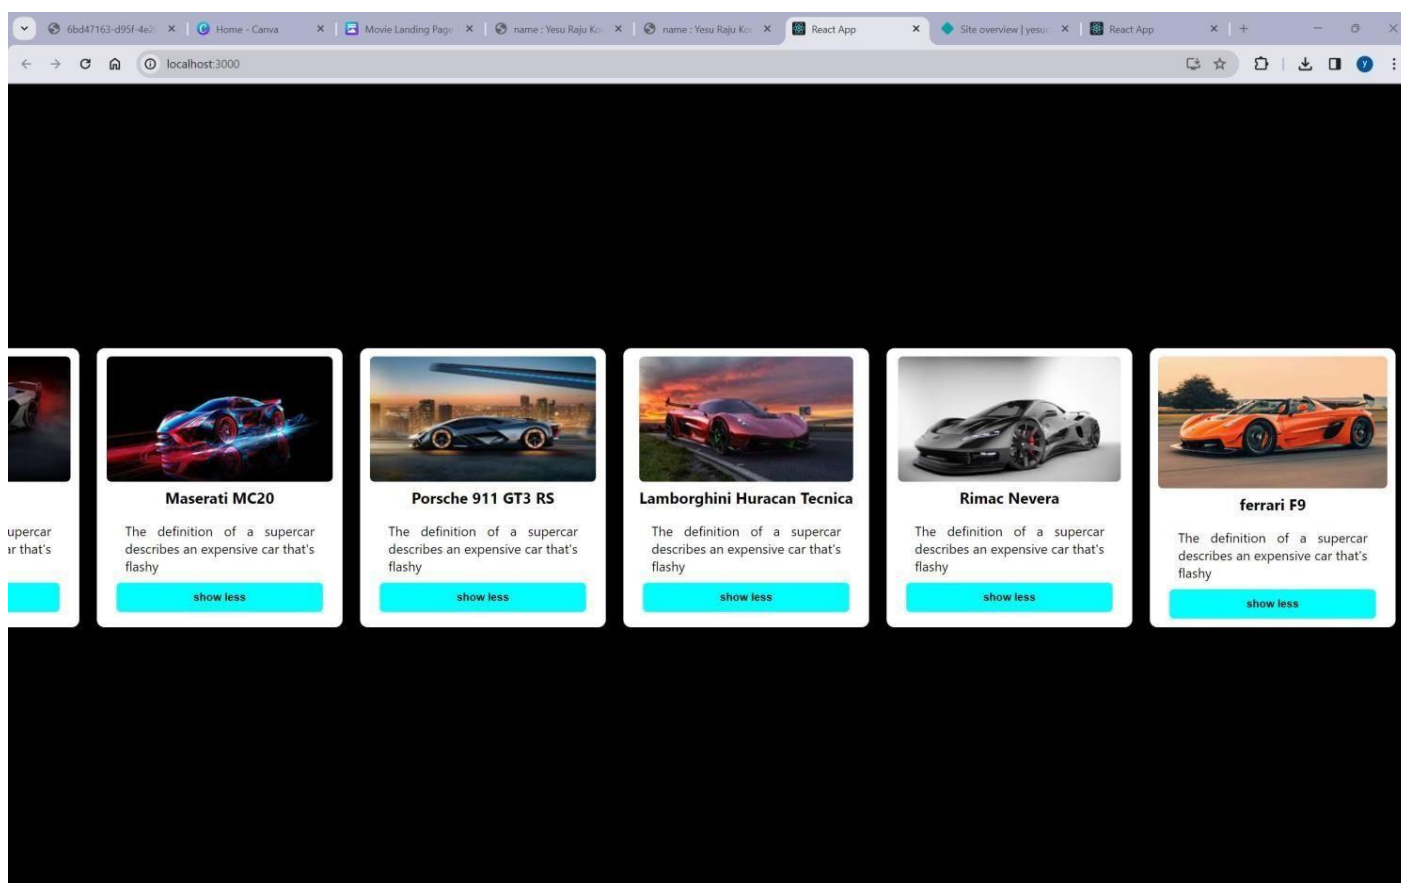 6bd47163-d95f-4e2
Home - Canva
Movie Landing Page
name : Yesu Raju Ko
name : Yesu Raju Ko
React App
Site overview | yesu
React App
localhost:3000
y
upercar
ar that's
Maserati MC20
The definition of a supercar
describes an expensive car that's
flashy
show less
Porsche 911 GT3 RS
The definition of a supercar
describes an expensive car that's
flashy
show less
Lamborghini Huracan Tecnica
The definition of a supercar
describes an expensive car that's
flashy
show less
Rimac Nevera
The definition of a supercar
describes an expensive car that's
flashy
show less
ferrari F9
The definition of a supercar
describes an expensive car that's
flashy
show less